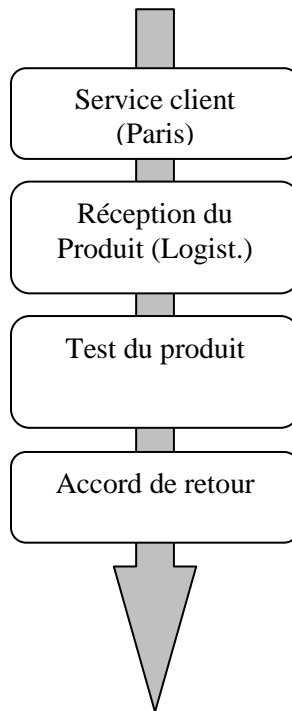 Service client
(Paris)
Réception du
Produit (Logist.)
Test du produit
Accord de retour